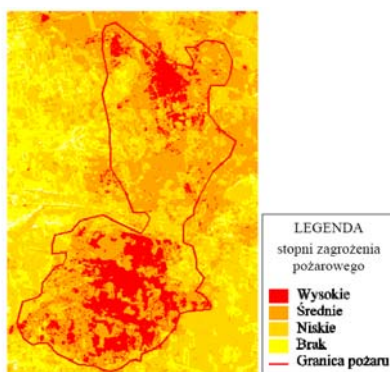 LEGENDA
stopni zagrożenia
pożarowego
Wysokie
Średnie
Niskie
Brak
Granica pożaru